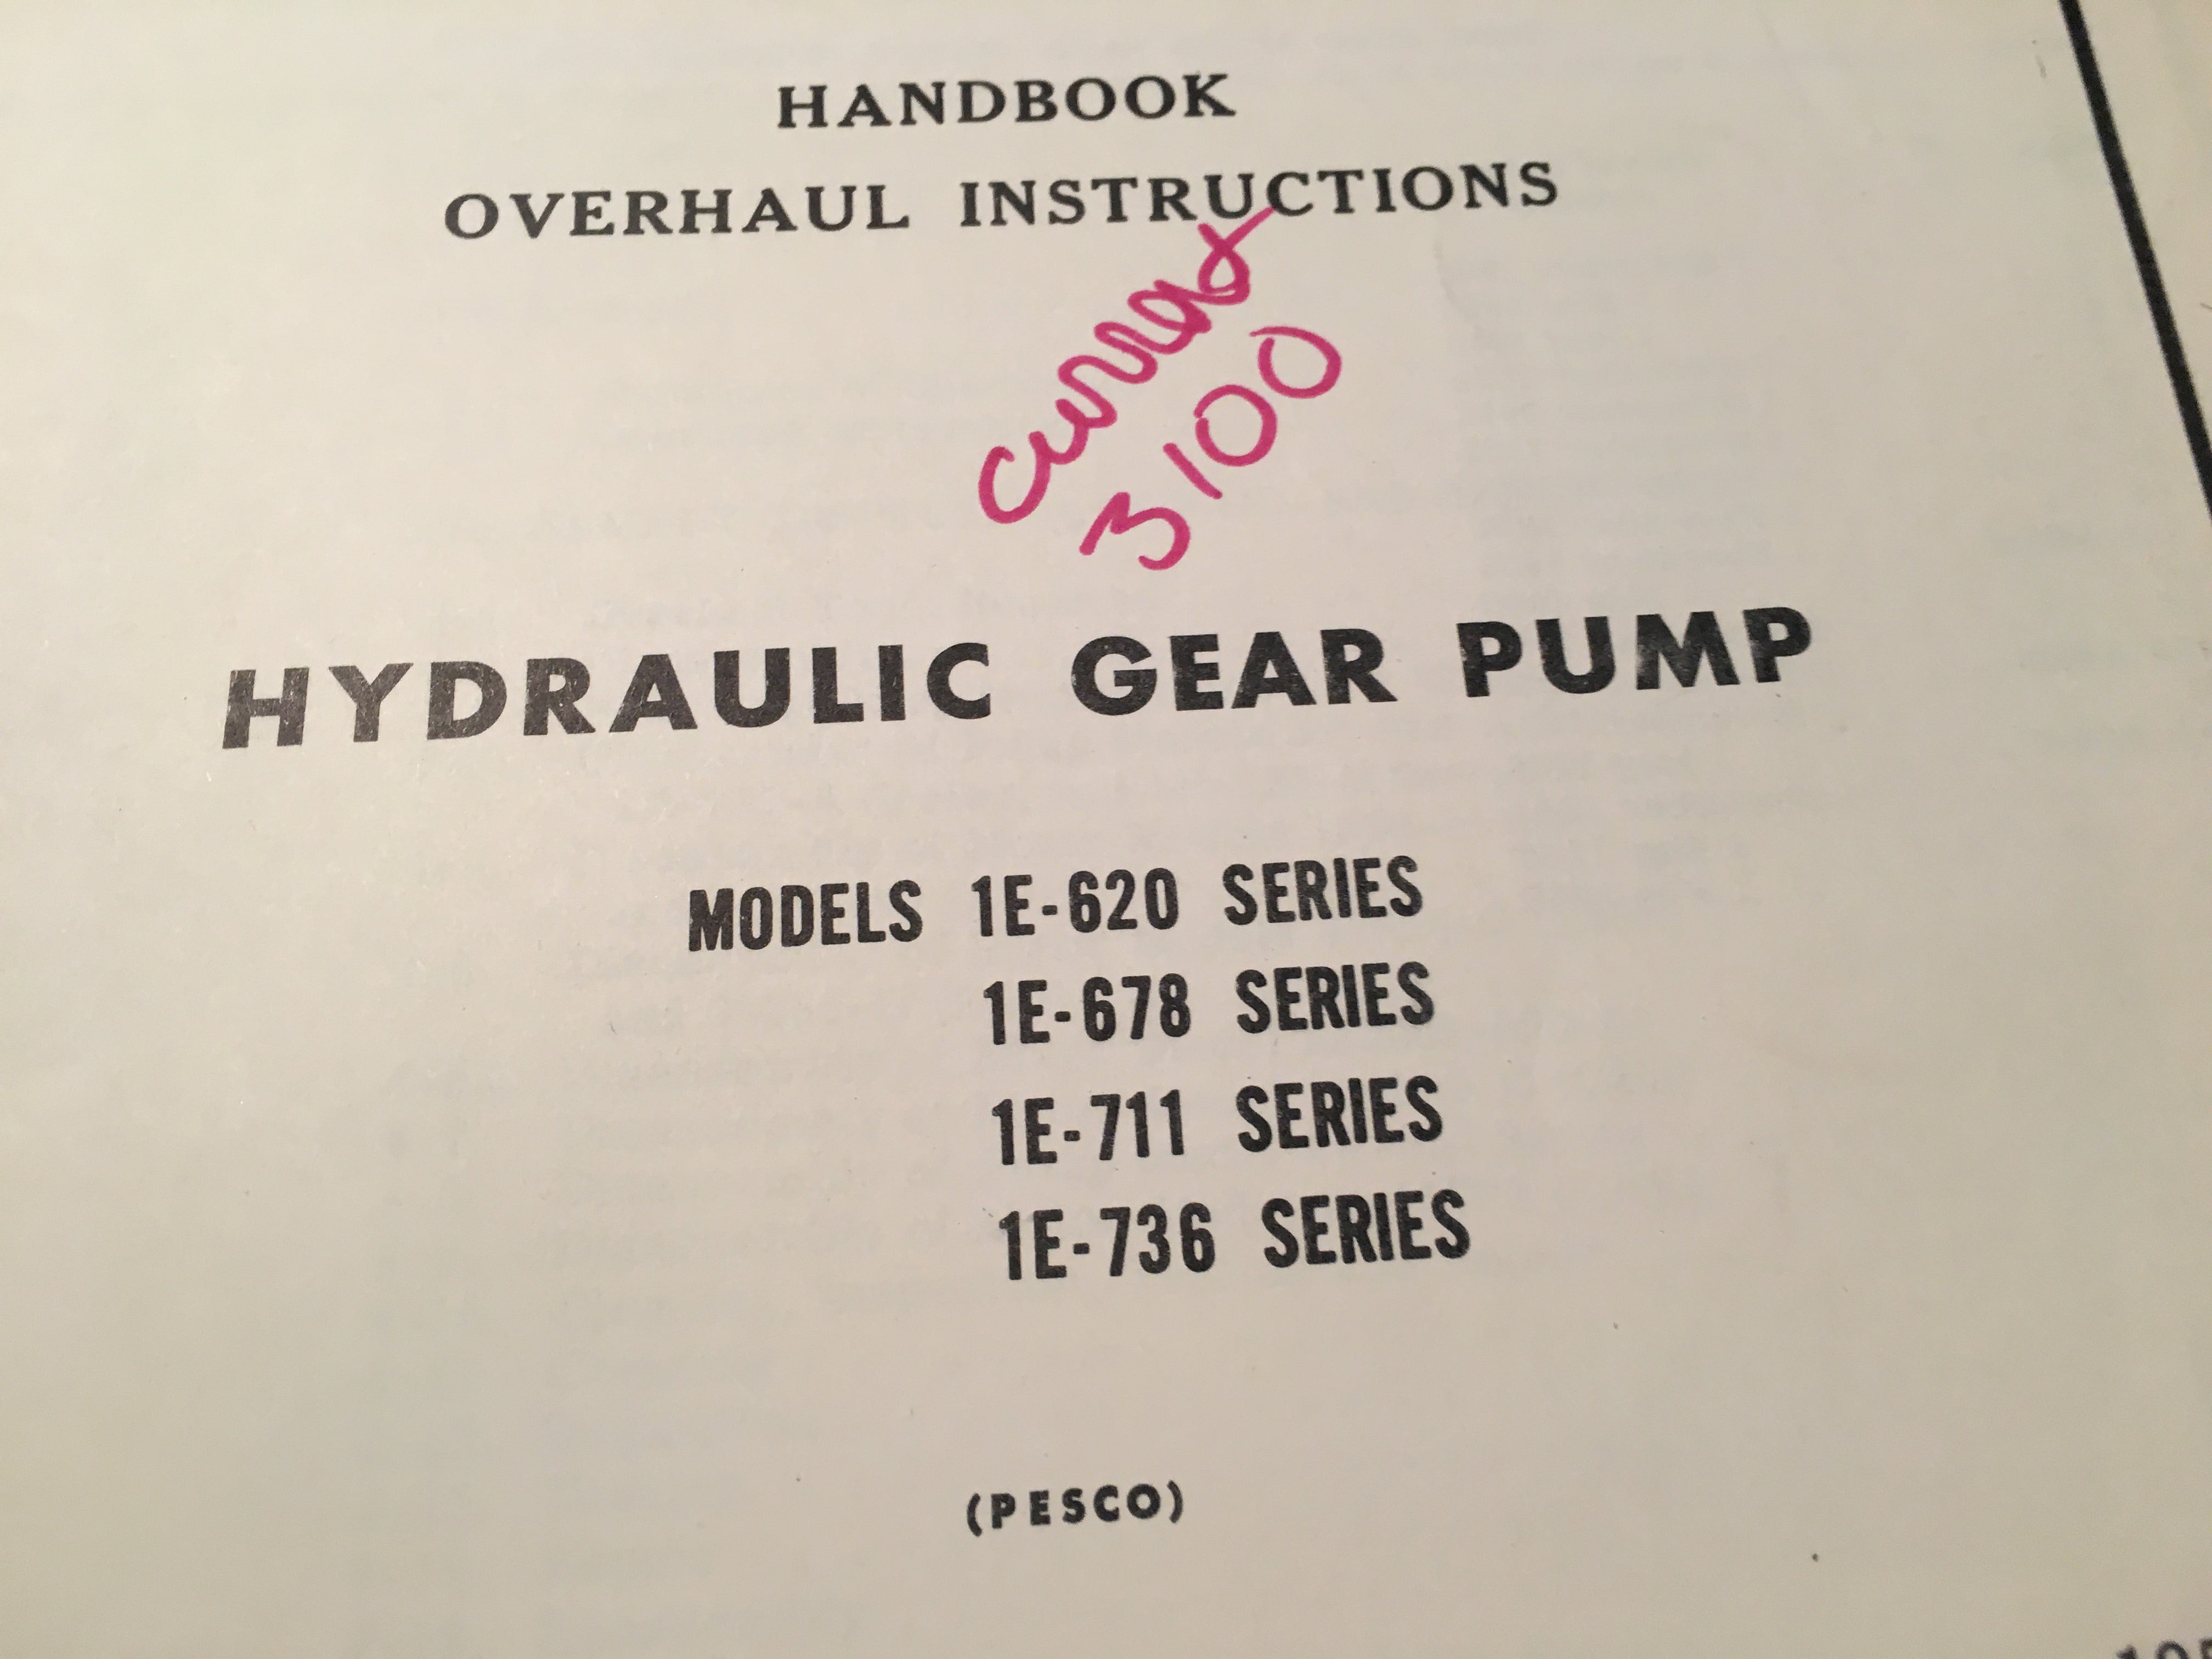 HANDBOOK
OVERHAUL INSTRUCTIONS
current
3100
HYDRAULIC GEAR PUMP
MODELS 1E-620 SERIES
1E-678 SERIES
1E-711 SERIES
1E-736 SERIES
(PESCO)